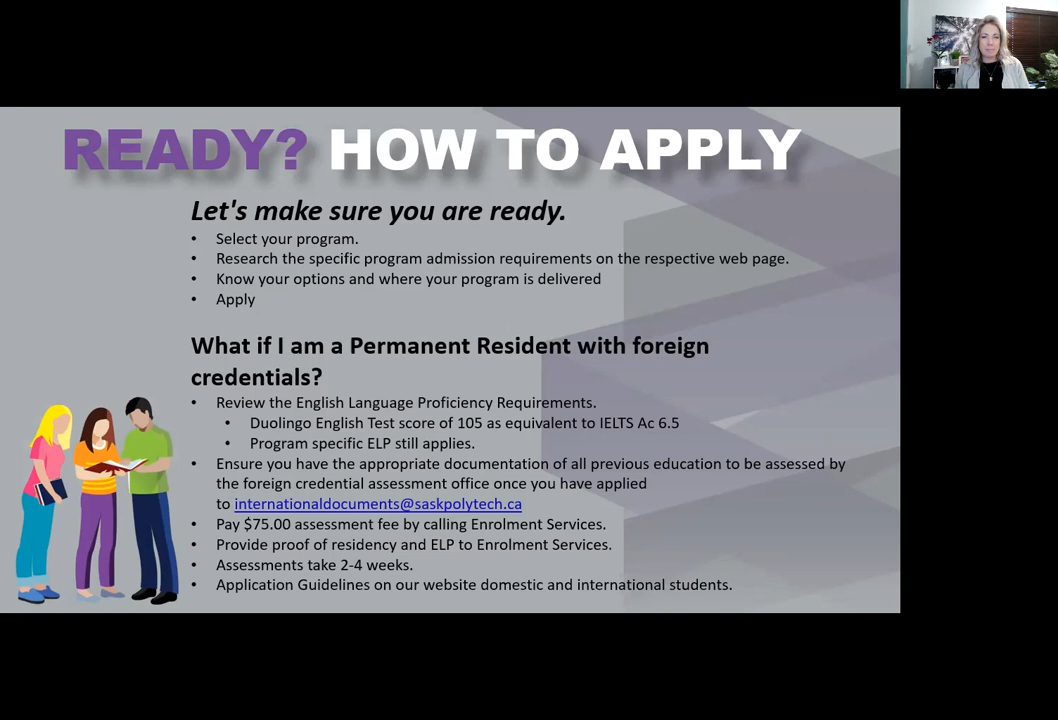 READY? HOW TO APPLY
Let's make sure you are ready.
• Select your program.
• Research the specific program admission requirements on the respective web page.
• Know your options and where your program is delivered
• Apply
What if I am a Permanent Resident with foreign
credentials?
• Review the English Language Proficiency Requirements.
• Duolingo English Test score of 105 as equivalent to IELTS Ac 6.5
• Program specific ELP still applies.
• Ensure you have the appropriate documentation of all previous education to be assessed by
the foreign credential assessment office once you have applied
to internationaldocuments@saskpolytech.ca
• Pay $75.00 assessment fee by calling Enrolment Services.
• Provide proof of residency and ELP to Enrolment Services.
• Assessments take 2-4 weeks.
• Application Guidelines on our website domestic and international students.